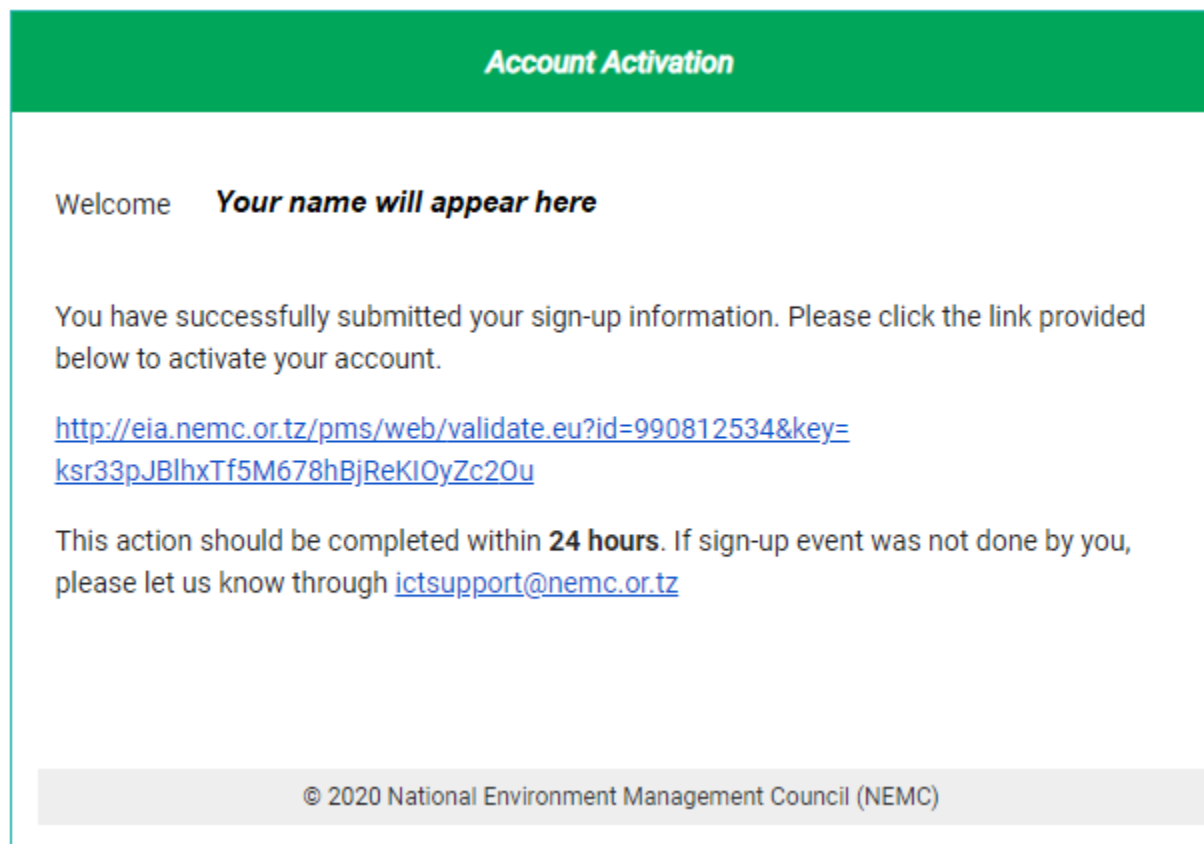 Account Activation
Welcome Your name will appear here
You have successfully submitted your sign-up information. Please click the link provided
below to activate your account.
http://eia.nemc.or.tz/pms/web/validate.eu?id=990812534&key=
ksr33pJBlhxTf5M678hBjReKIOyZc2Ou
This action should be completed within 24 hours. If sign-up event was not done by you,
please let us know through ictsupport@nemc.or.tz
© 2020 National Environment Management Council (NEMC)